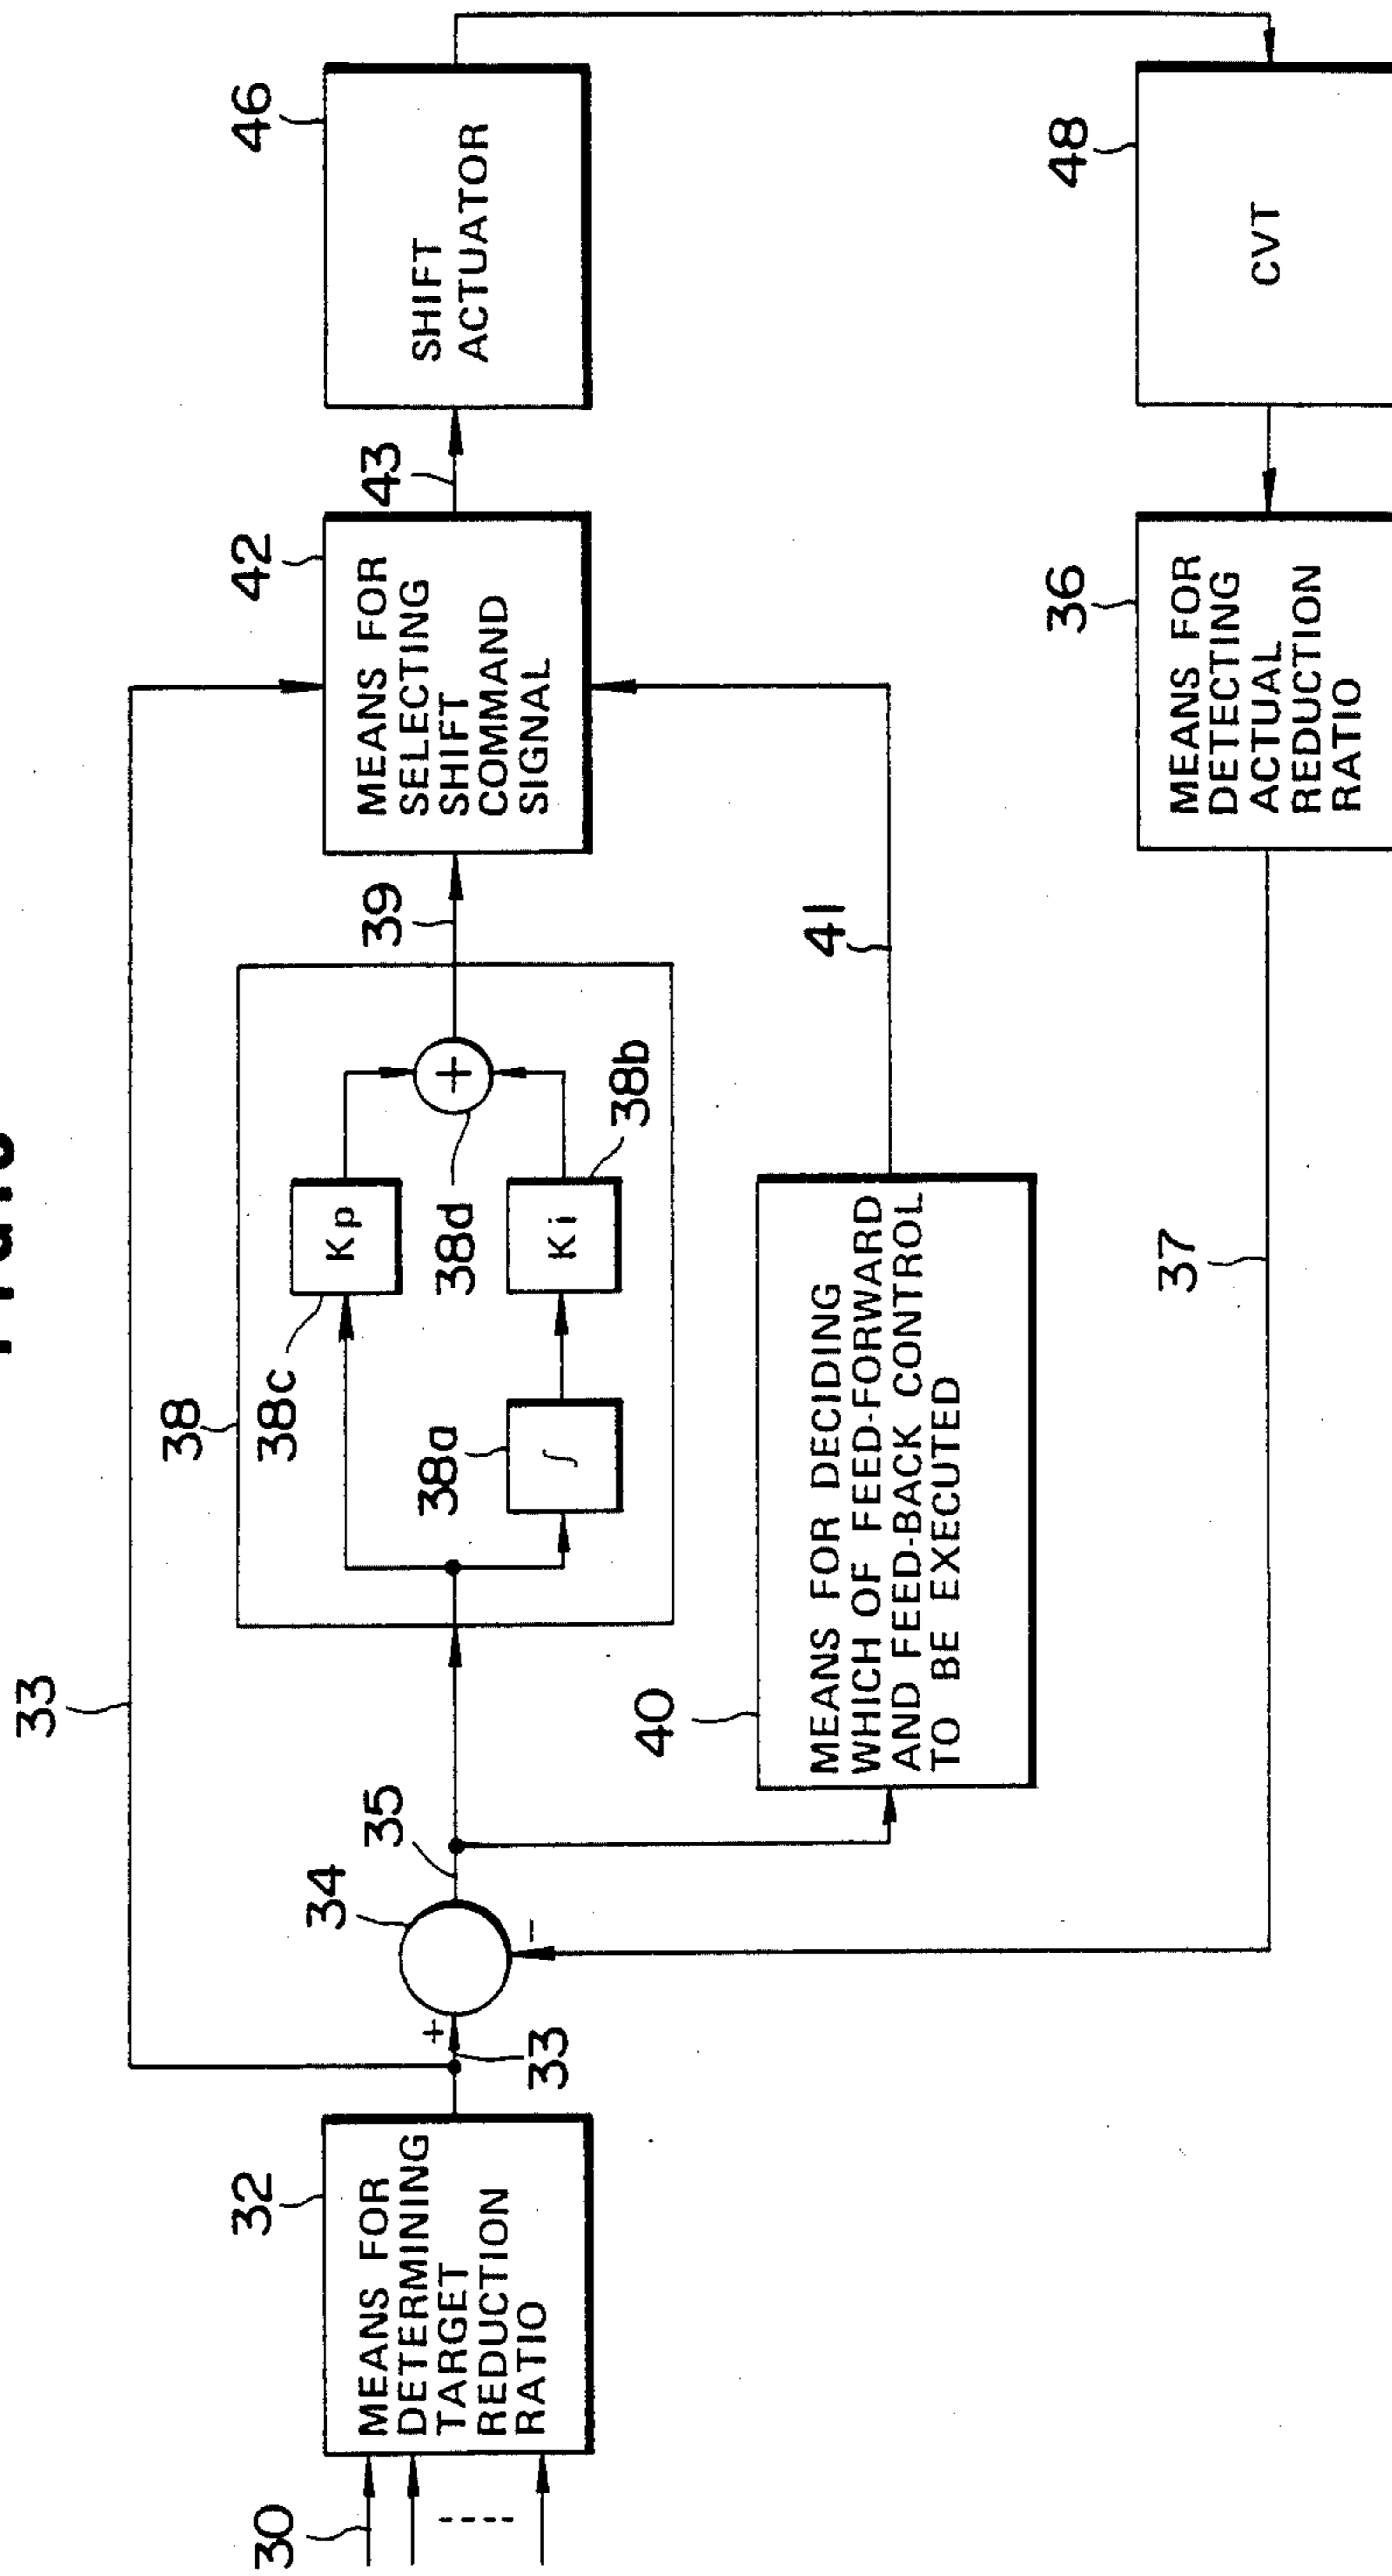 33
46
42
38
32
34
35
39
43
38c
Kp
38d
38a
∫
Ki
38b
+
+
33
−
30
MEANS FOR
DETERMINING
TARGET
REDUCTION
RATIO
MEANS FOR
SELECTING
SHIFT
COMMAND
SIGNAL
SHIFT
ACTUATOR
40
41
MEANS FOR DECIDING
WHICH OF FEED-FORWARD
AND FEED-BACK CONTROL
TO BE EXECUTED
37
36
MEANS FOR
DETECTING
ACTUAL
REDUCTION
RATIO
48
CVT